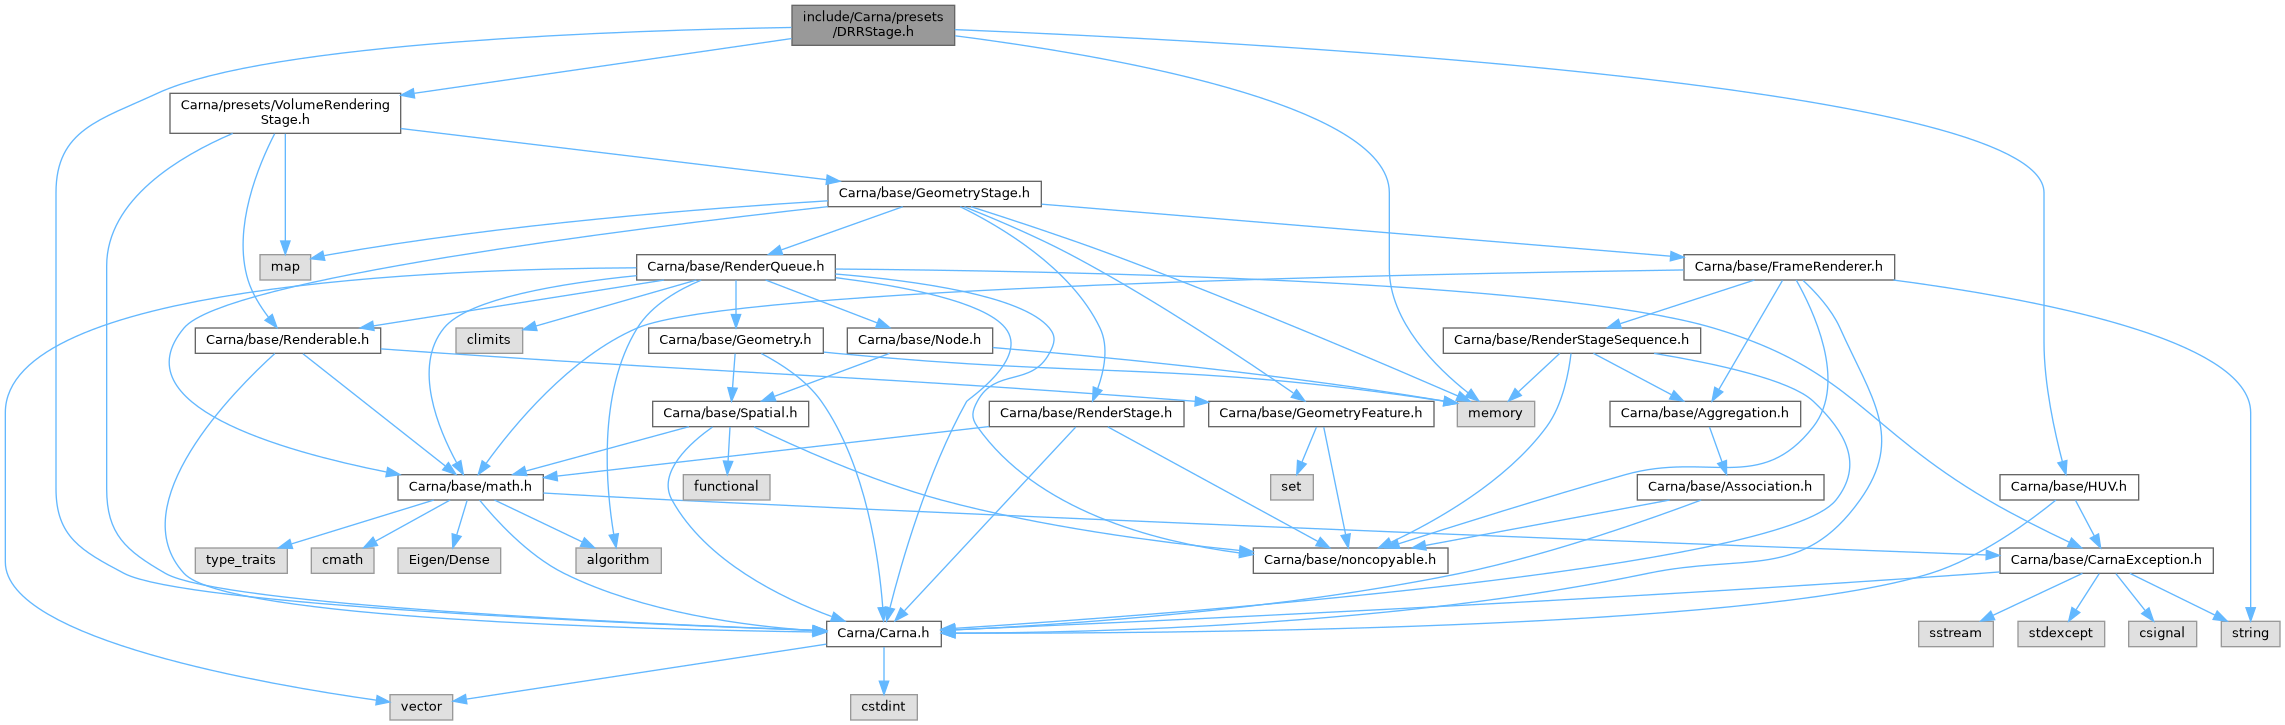 include/Carna/presets
/DRRStage.h
Carna/presets/VolumeRendering
Stage.h
Carna/base/GeometryStage.h
map
Carna/base/RenderQueue.h
Carna/base/FrameRenderer.h
Carna/base/Renderable.h
climits
Carna/base/Geometry.h
Carna/base/Node.h
Carna/base/RenderStageSequence.h
Carna/base/Spatial.h
Carna/base/RenderStage.h
Carna/base/GeometryFeature.h
memory
Carna/base/Aggregation.h
Carna/base/math.h
functional
set
Carna/base/Association.h
Carna/base/HUV.h
type_traits
cmath
Eigen/Dense
algorithm
Carna/base/noncopyable.h
Carna/base/CarnaException.h
Carna/Carna.h
sstream
stdexcept
csignal
string
vector
cstdint